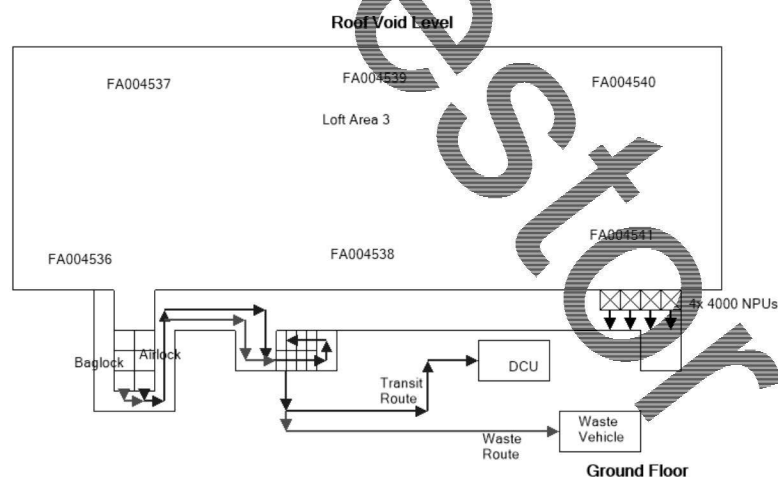 Roof Void Level
FA004537
FA004539
FA004540
Loft Area 3
FA004536
FA004538
FA004541
4x 4000 NPUs
Baglock
Airlock
DCU
Transit
Route
Waste
Vehicle
Waste
Route
Ground Floor
estor